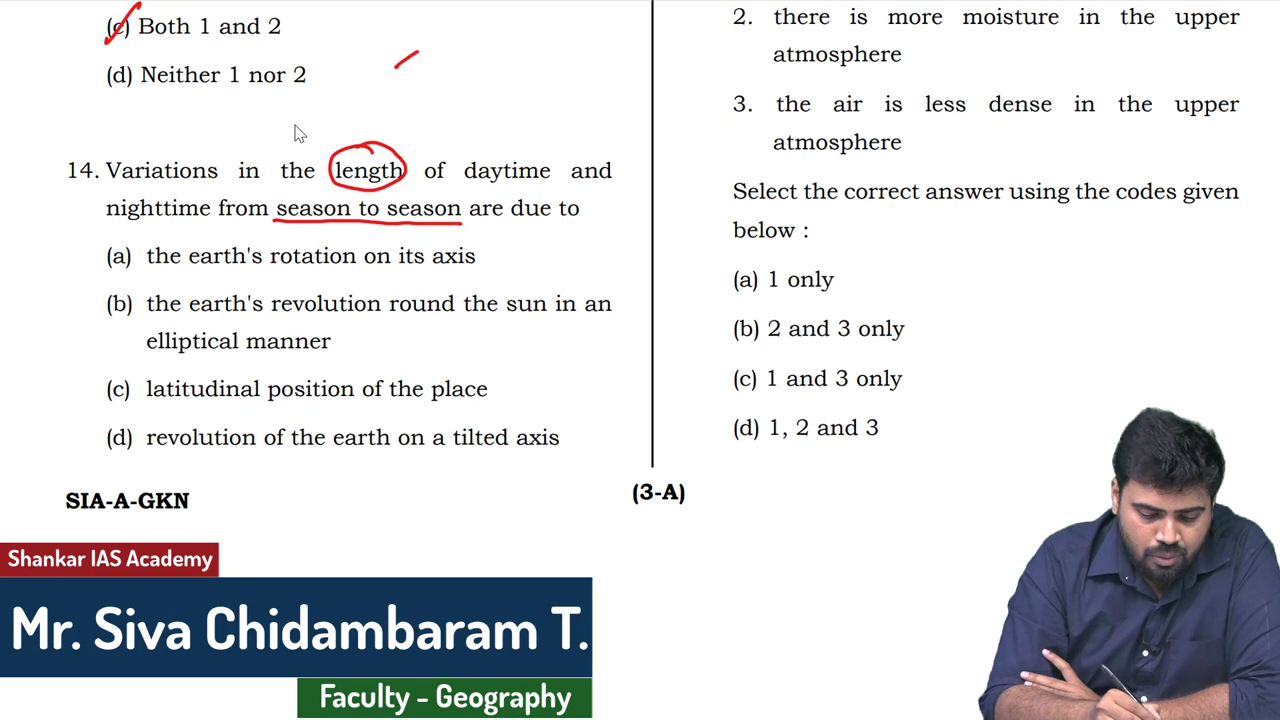 (c) Both 1 and 2
(d) Neither 1 nor 2
14. Variations in the length of daytime and
nighttime from season to season are due to
(a) the earth's rotation on its axis
(b) the earth's revolution round the sun in an
elliptical manner
(c) latitudinal position of the place
(d) revolution of the earth on a tilted axis
SIA-A-GKN
(3-A)
2. there is more moisture in the upper
atmosphere
3. the air is less dense in the upper
atmosphere
Select the correct answer using the codes given
below :
(a) 1 only
(b) 2 and 3 only
(c) 1 and 3 only
(d) 1, 2 and 3
Shankar IAS Academy
Mr. Siva Chidambaram T.
Faculty - Geography